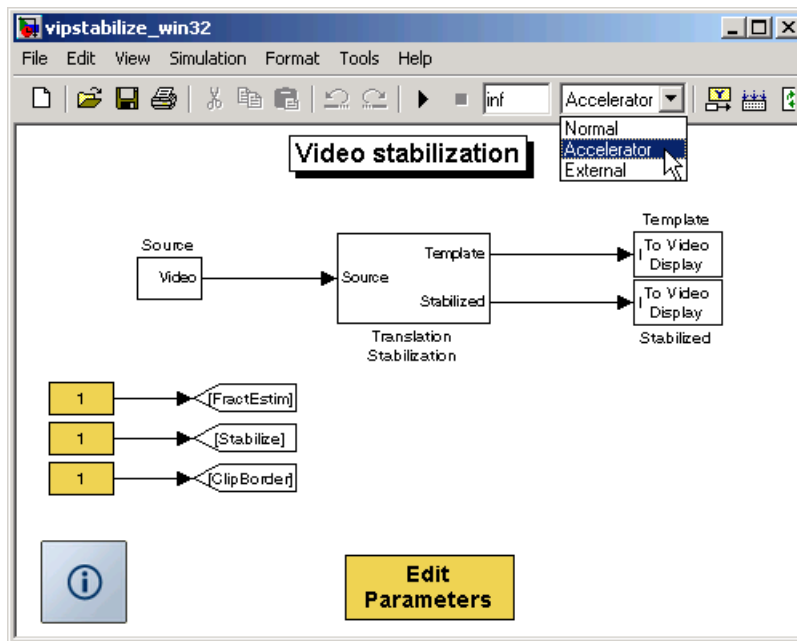 vipstabilize_win32
File Edit View Simulation Format Tools Help
inf Accelerator
Normal
Accelerator
External
Video stabilization
Source
Video
Source
Template
Stabilized
Translation
Stabilization
Template
To Video
Display
To Video
Display
Stabilized
1 [FractEstim]
1 [Stabilize]
1 [ClipBorder]
i
Edit
Parameters